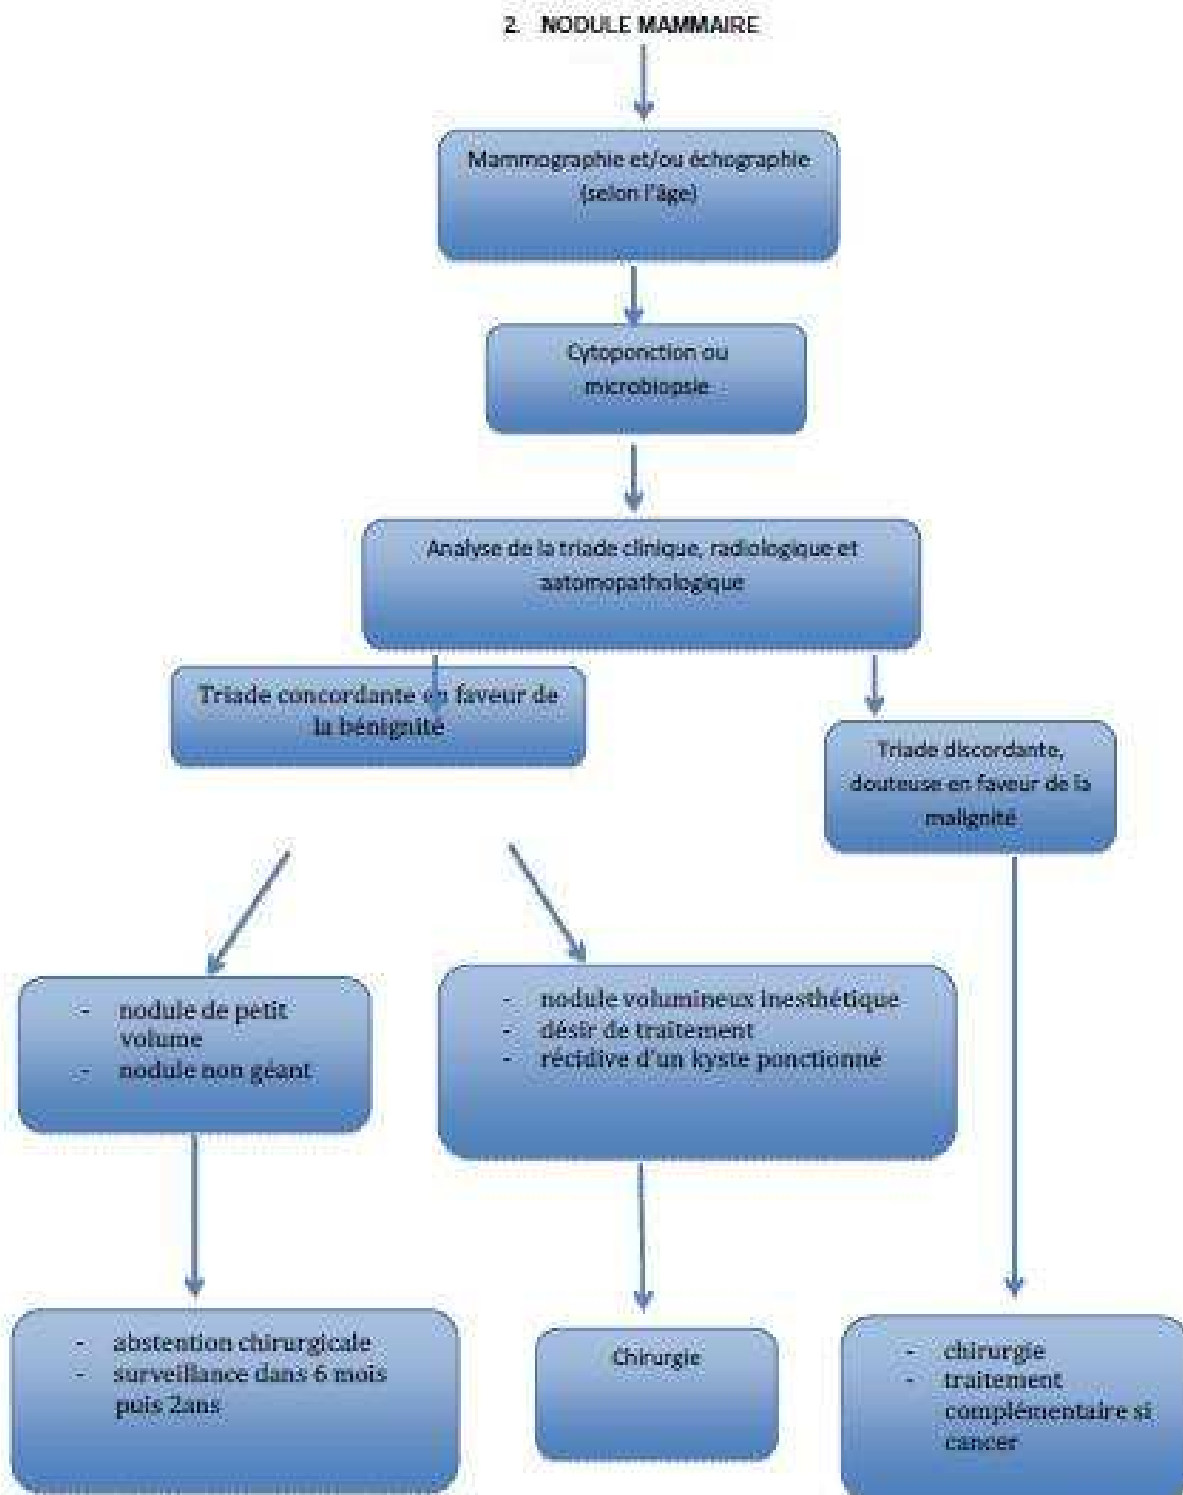 2. NODULE MAMMAIRE
Mammographie et/ou échographie
(selon l'âge)
Cytoponction ou
microbiopsie
Analyse de la triade clinique, radiologique et
aatomopathologique
Triade concordante en faveur de
la bénignité
Triade discordante,
douteuse en faveur de la
malignité
- nodule de petit
volume
- nodule non géant
- nodule volumineux inesthétique
- désir de traitement
- récidive d'un kyste ponctionné
- abstention chirurgicale
- surveillance dans 6 mois
puis 2ans
Chirurgie
- chirurgie
- traitement
complémentaire si
cancer